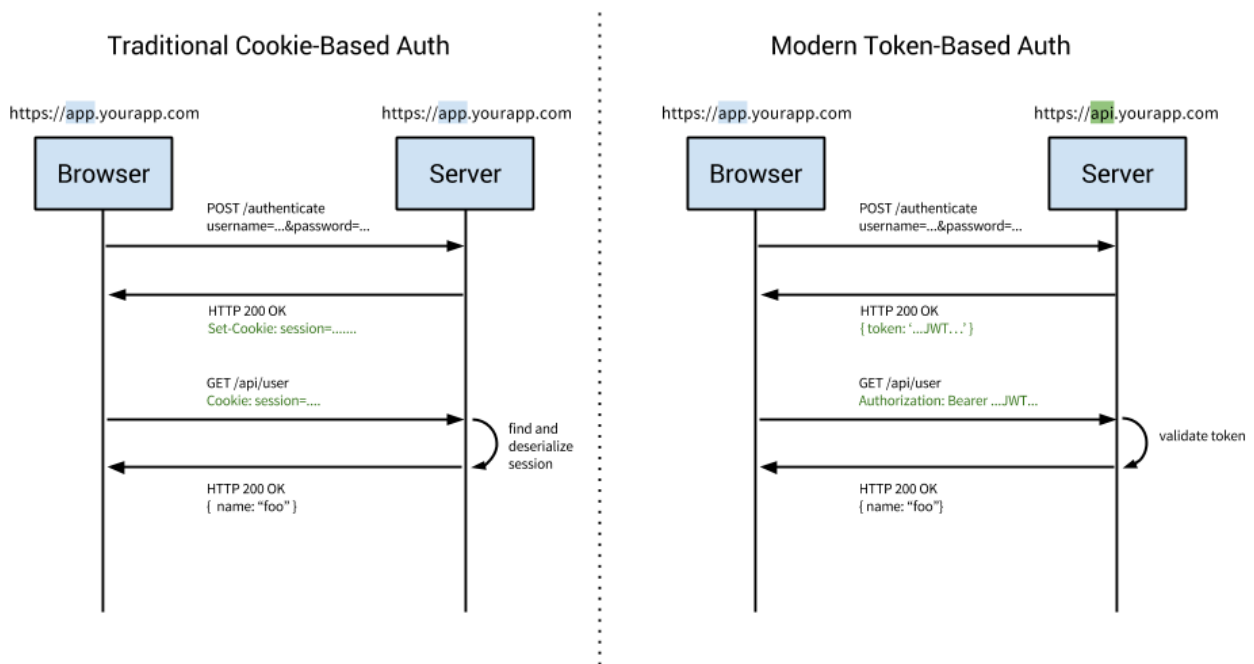 Traditional Cookie-Based Auth
https://app.yourapp.com
https://app.yourapp.com
Browser
Server
POST /authenticate
username=...&password=...
HTTP 200 OK
Set-Cookie: session=.......
GET /api/user
Cookie: session=....
find and
deserialize
session
HTTP 200 OK
{ name: “foo” }
Modern Token-Based Auth
https://app.yourapp.com
https://api.yourapp.com
Browser
Server
POST /authenticate
username=...&password=...
HTTP 200 OK
{ token: ‘...JWT...’ }
GET /api/user
Authorization: Bearer ...JWT...
validate token
HTTP 200 OK
{ name: “foo”}